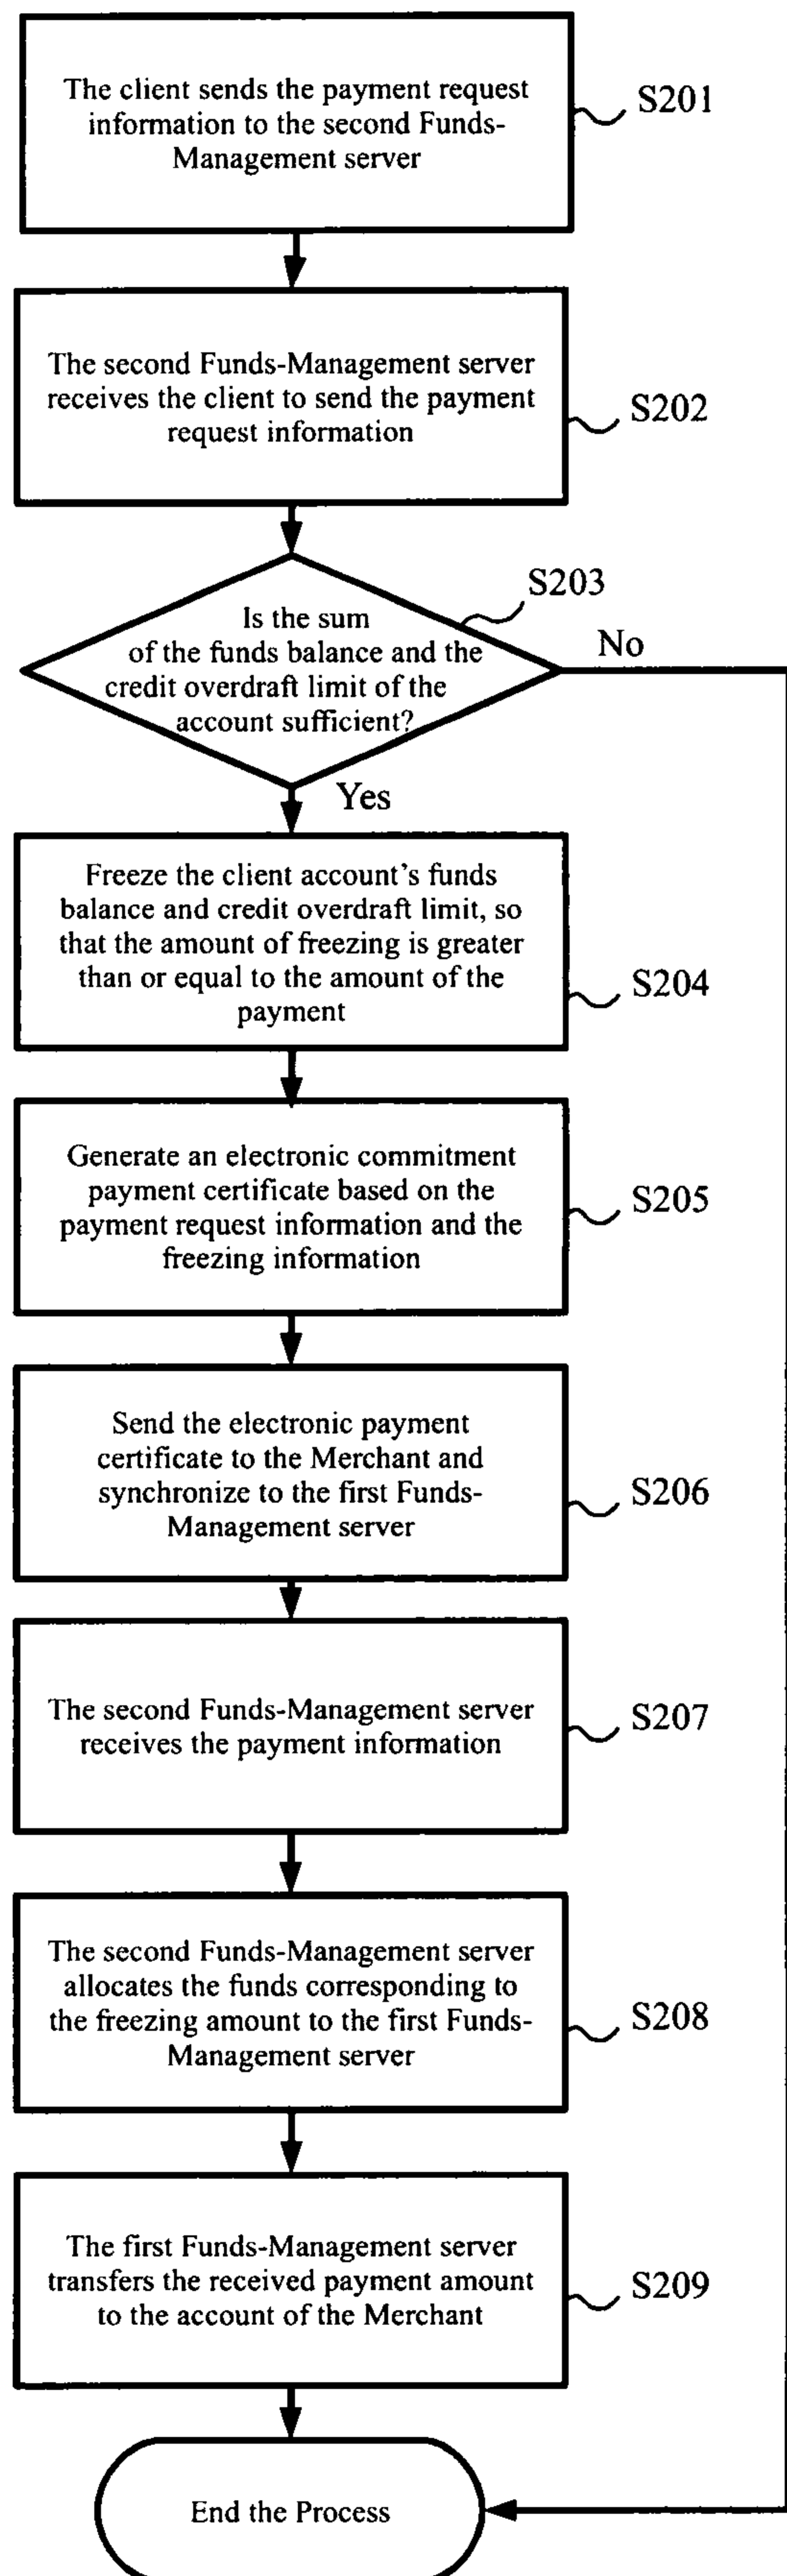 The client sends the payment request
information to the second Funds-
Management server
S201
The second Funds-Management server
receives the client to send the payment
request information
S202
S203
Is the sum
of the funds balance and the
credit overdraft limit of the
account sufficient?
No
Yes
Freeze the client account’s funds
balance and credit overdraft limit, so
that the amount of freezing is greater
than or equal to the amount of the
payment
S204
Generate an electronic commitment
payment certificate based on the
payment request information and the
freezing information
S205
Send the electronic payment
certificate to the Merchant and
synchronize to the first Funds-
Management server
S206
The second Funds-Management server
receives the payment information
S207
The second Funds-Management server
allocates the funds corresponding to
the freezing amount to the first Funds-
Management server
S208
The first Funds-Management server
transfers the received payment amount
to the account of the Merchant
S209
End the Process